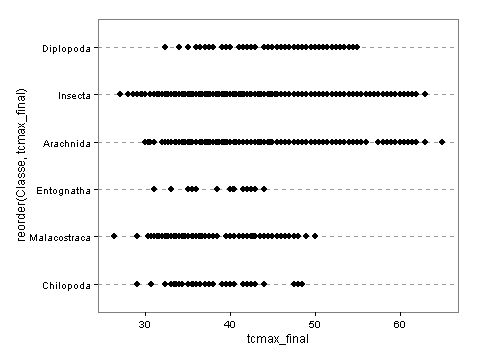 reorder(Classe, tcmax_final)
Diplopoda
Insecta
Arachnida
Entognatha
Malacostraca
Chilopoda
30 40 50 60
tcmax_final